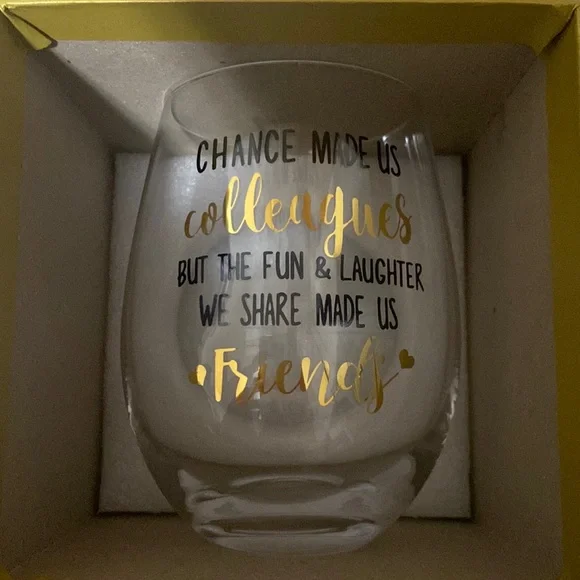 CHANCE MADE US
colleagues
BUT THE FUN & LAUGHTER
WE SHARE MADE US
Friends